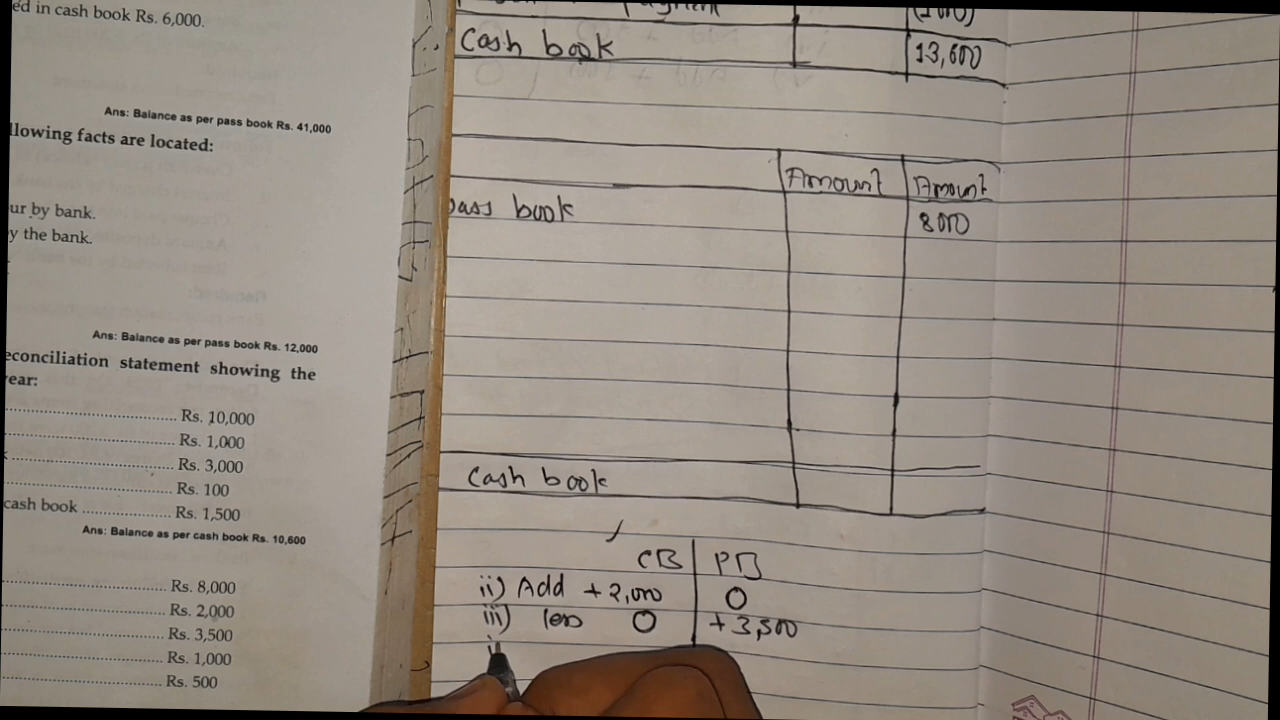 ed in cash book Rs. 6,000.
Ans: Balance as per pass book Rs. 41,000
llowing facts are located:
ur by bank.
y the bank.
Ans: Balance as per pass book Rs. 12,000
econciliation statement showing the
year:
Rs. 10,000
Rs. 1,000
Rs. 3,000
Rs. 100
cash book Rs. 1,500
Ans: Balance as per cash book Rs. 10,600
Rs. 8,000
Rs. 2,000
Rs. 3,500
Rs. 1,000
Rs. 500
Cash book 13,600
Amount Amount
pass book 8000
Cash book
CB PB
ii) Add +2,000 0
iii) less 0 +3,500